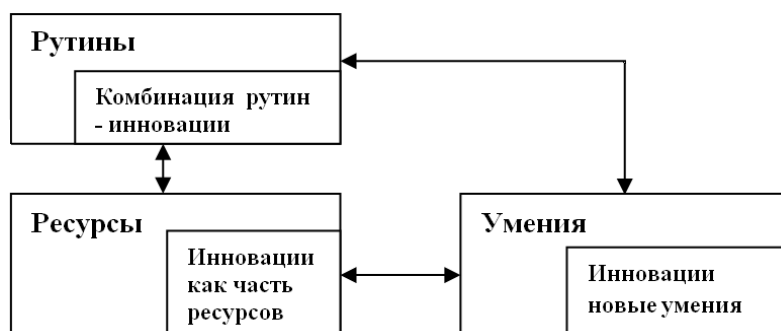 Рутины
Комбинация рутин
- инновации
Ресурсы
Инновации
как часть
ресурсов
Умения
Инновации
новые умения